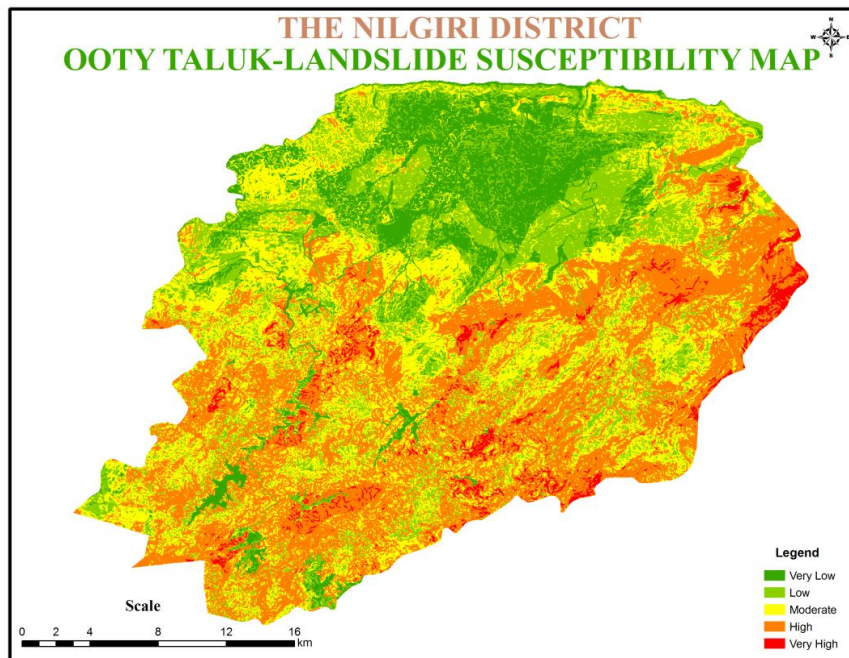 THE NILGIRI DISTRICT
OOTY TALUK-LANDSLIDE SUSCEPTIBILITY MAP
N
W E
S
Legend
Very Low
Low
Moderate
High
Very High
Scale
0 2 4 8 12 16
km